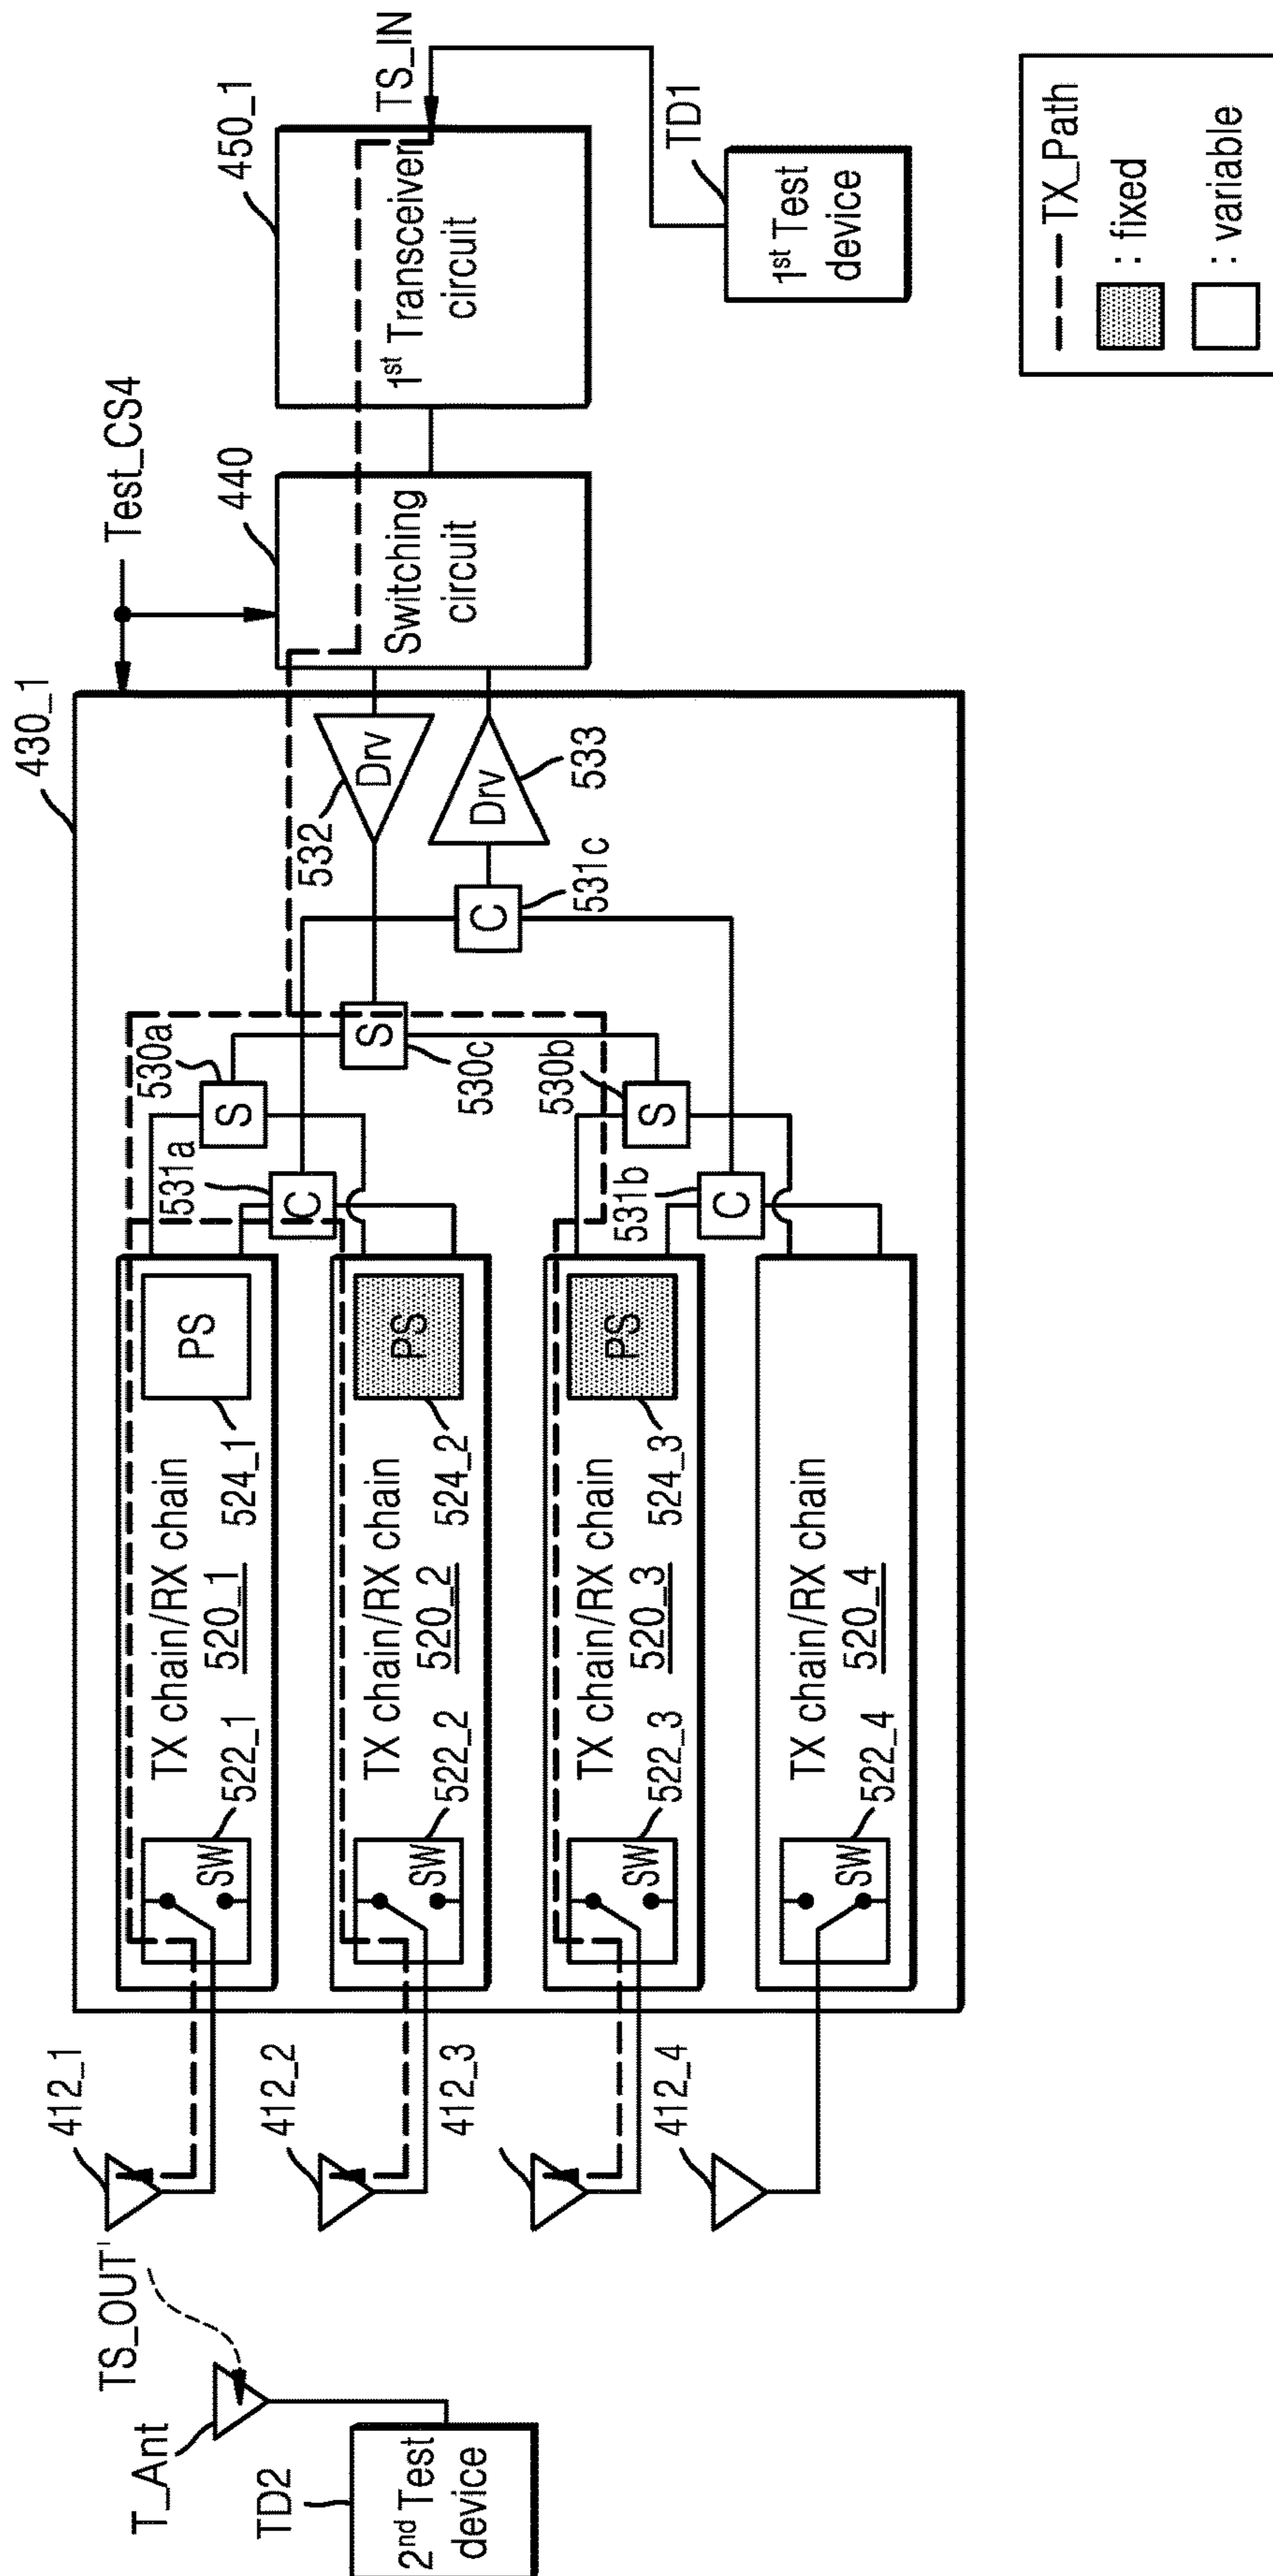 430_1
Test_CS4
440
450_1
TS_IN
Switching
circuit
1st Transceiver
circuit
TD1
1st Test
device
TX_Path
: fixed
: variable
532
Drv
Drv
533
C
531c
S
530c
530a
S
531a
C
530b
S
531b
C
412_1
TX chain/RX chain
520_1
522_1
SW
524_1
PS
412_2
TX chain/RX chain
520_2
522_2
SW
524_2
PS
412_3
TX chain/RX chain
520_3
522_3
SW
524_3
PS
412_4
TX chain/RX chain
520_4
522_4
SW
TS_OUT'
T_Ant
TD2
2nd Test
device